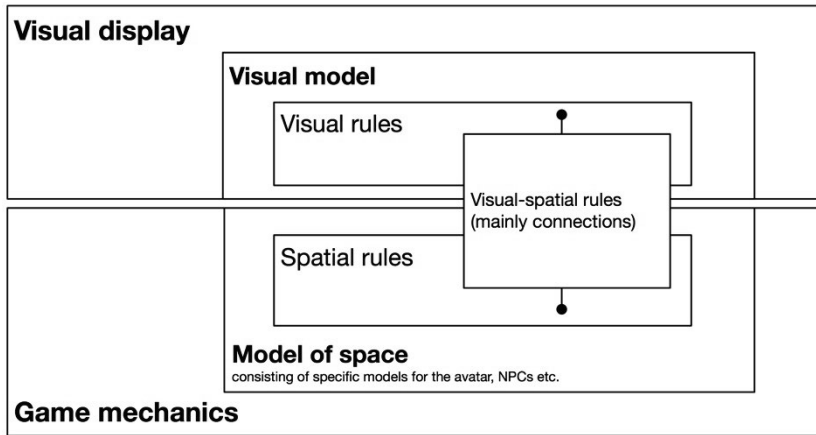 Visual display
Visual model
Visual rules
Visual-spatial rules
(mainly connections)
Spatial rules
Model of space
consisting of specific models for the avatar, NPCs etc.
Game mechanics